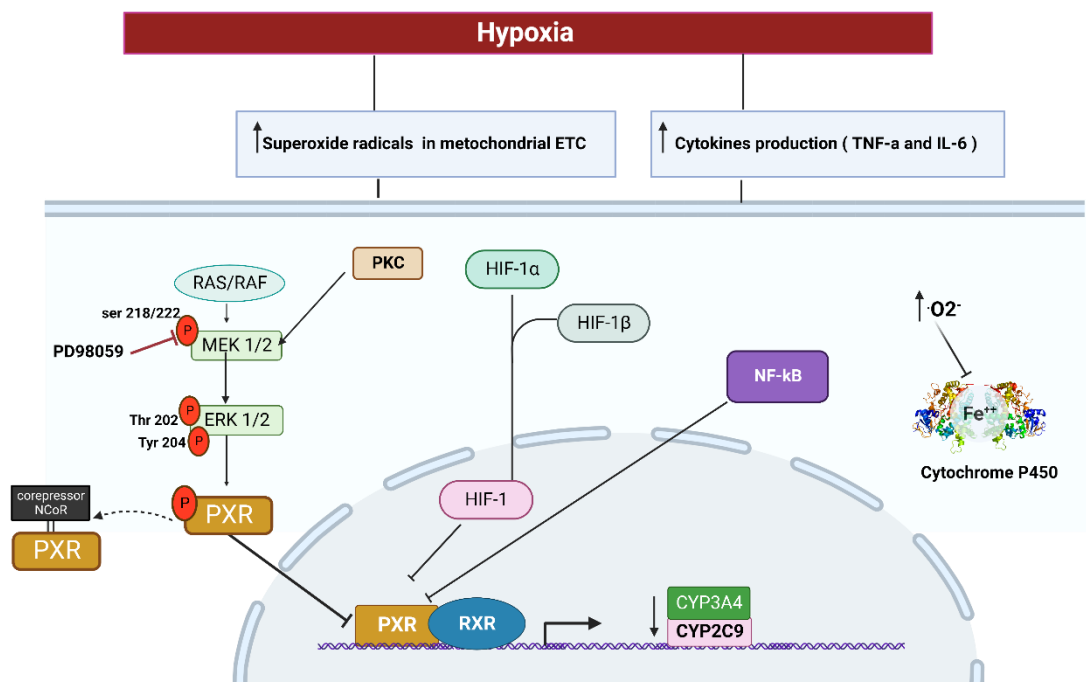 Hypoxia
Superoxide radicals in metochondrial ETC
Cytokines production ( TNF-a and IL-6 )
PKC
HIF-1α
RAS/RAF
ser 218/222
P
MEK 1/2
PD98059
HIF-1β
·O2⁻
NF-kB
Fe⁺⁺
Cytochrome P450
P
Thr 202
ERK 1/2
Tyr 204
P
HIF-1
corepressor
NCoR
PXR
P
PXR
PXR
RXR
CYP3A4
CYP2C9